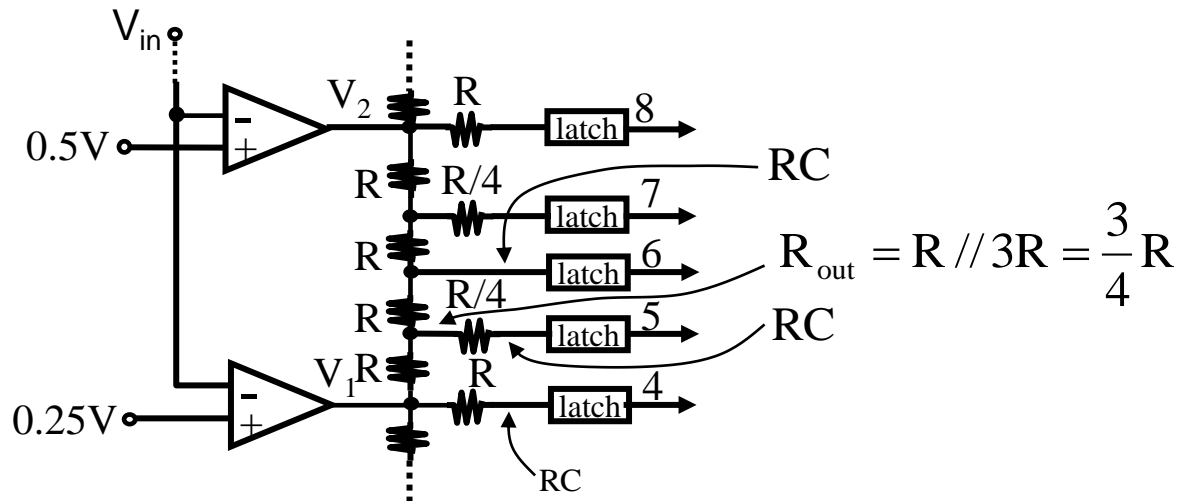 V_in
V_2 R latch 8
0.5V - +
RC
R R/4 latch 7
R latch 6
R_out = R // 3R = 3/4 R
R R/4 latch 5
RC
V_1 R R latch 4
0.25V - +
RC